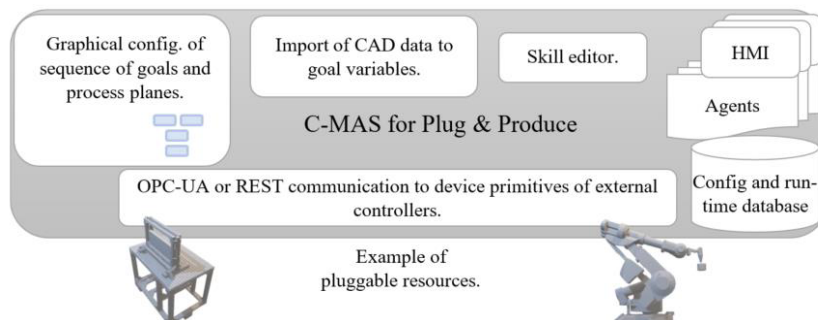 Graphical config. of
sequence of goals and
process planes.
Import of CAD data to
goal variables.
Skill editor.
HMI
Agents
C-MAS for Plug & Produce
OPC-UA or REST communication to device primitives of external
controllers.
Config and run-
time database
Example of
pluggable resources.